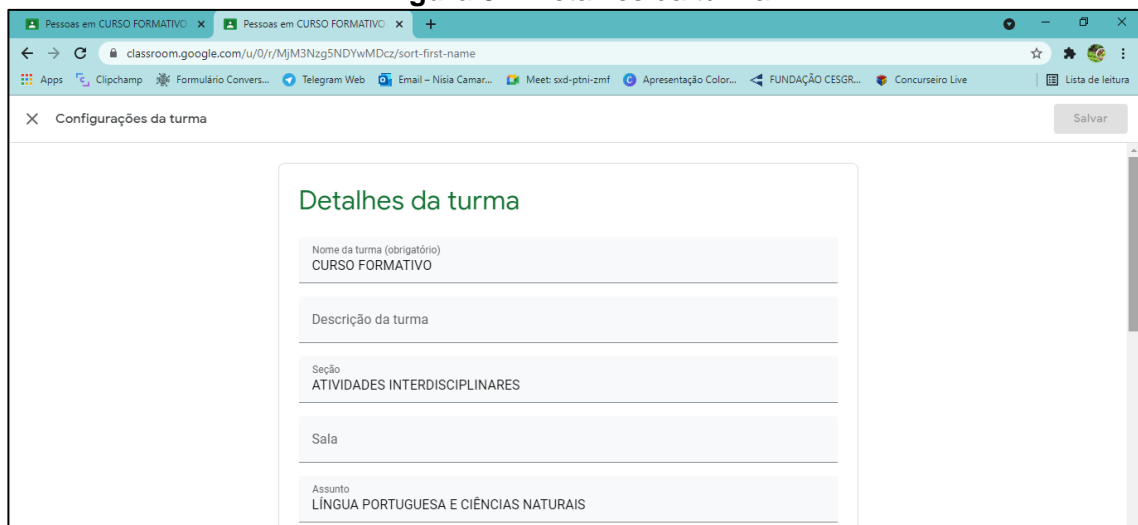 Pessoas em CURSO FORMATIVO
Pessoas em CURSO FORMATIVO
classroom.google.com/u/0/r/MjM3Nzg5NDYwMDcz/sort-first-name
Apps Clipchamp Formulário Convers... Telegram Web Email – Nisia Camar... Meet: sxd-ptni-zmf Apresentação Color... FUNDAÇÃO CESGR... Concurseiro Live Lista de leitura
Configurações da turma
Salvar
Detalhes da turma
Nome da turma (obrigatório)
CURSO FORMATIVO
Descrição da turma
Seção
ATIVIDADES INTERDISCIPLINARES
Sala
Assunto
LÍNGUA PORTUGUESA E CIÊNCIAS NATURAIS